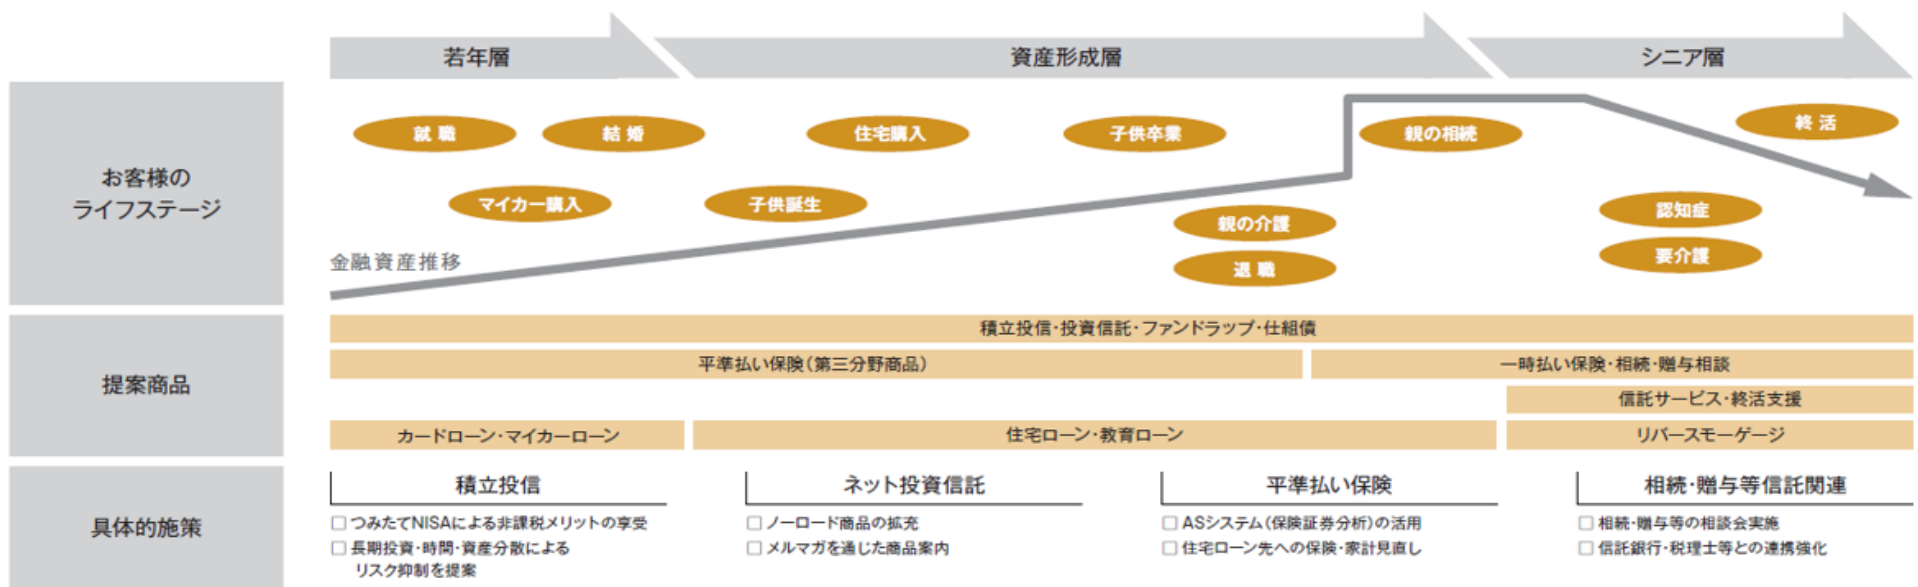 若年層
資産形成層
シニア層
お客様の
ライフステージ
就職
結婚
住宅購入
子供卒業
親の相続
終活
マイカー購入
子供誕生
親の介護
認知症
退職
要介護
金融資産推移
提案商品
積立投信・投資信託・ファンドラップ・仕組債
平準払い保険(第三分野商品)
一時払い保険・相続・贈与相談
信託サービス・終活支援
カードローン・マイカーローン
住宅ローン・教育ローン
リバースモーゲージ
具体的施策
積立投信
□ つみたてNISAによる非課税メリットの享受
□ 長期投資・時間・資産分散による
リスク抑制を提案
ネット投資信託
□ ノーロード商品の拡充
□ メルマガを通じた商品案内
平準払い保険
□ ASシステム(保険証券分析)の活用
□ 住宅ローン先への保険・家計見直し
相続・贈与等信託関連
□ 相続・贈与等の相談会実施
□ 信託銀行・税理士等との連携強化